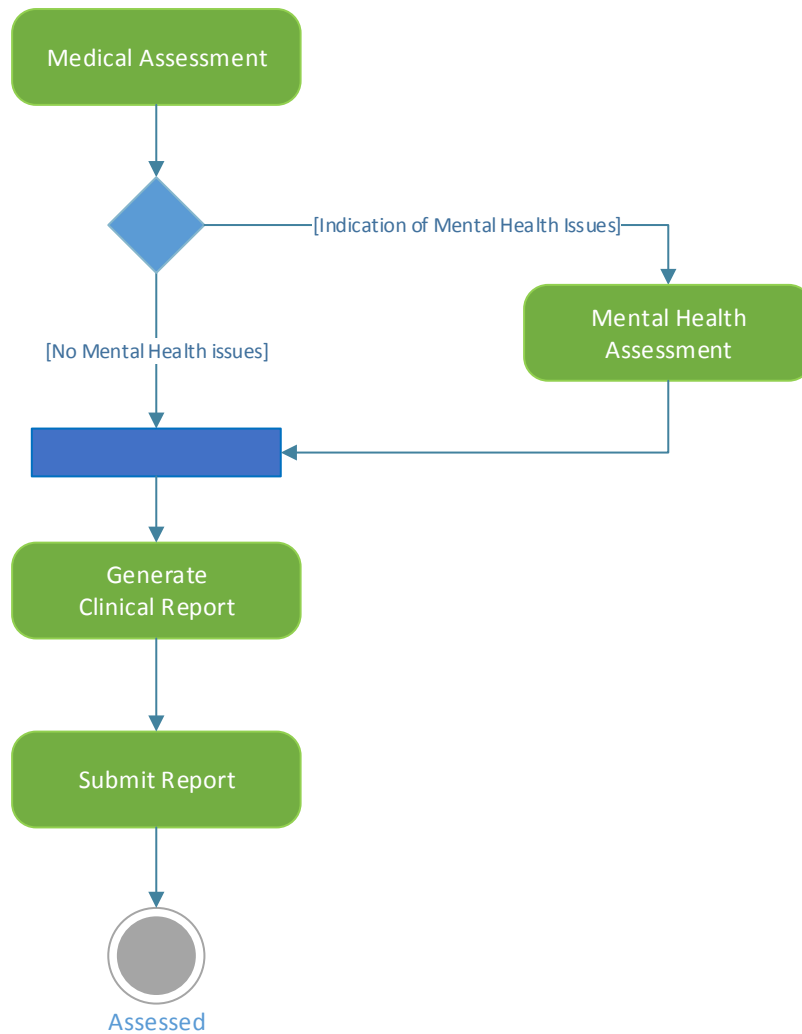 Medical Assessment
[Indication of Mental Health Issues]
Mental Health
Assessment
[No Mental Health issues]
Generate
Clinical Report
Submit Report
Assessed